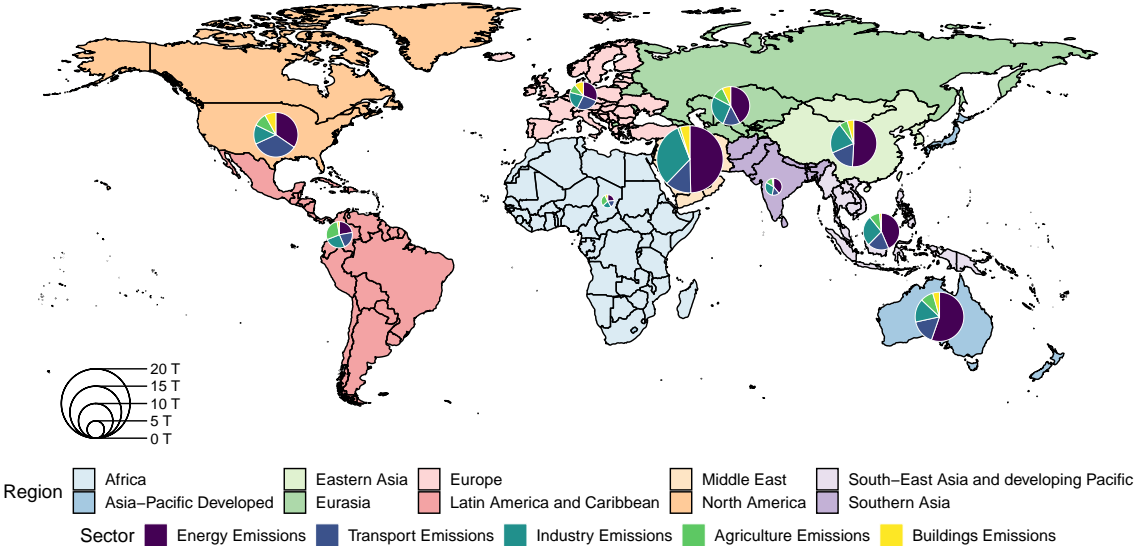 20 T
15 T
10 T
5 T
0 T
Region
Africa
Eastern Asia
Europe
Middle East
South−East Asia and developing Pacific
Asia−Pacific Developed
Eurasia
Latin America and Caribbean
North America
Southern Asia
Sector
Energy Emissions
Transport Emissions
Industry Emissions
Agriculture Emissions
Buildings Emissions